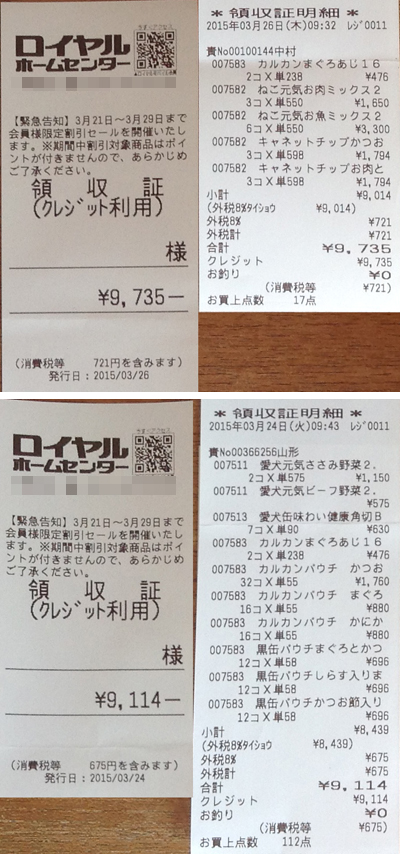 ロイヤル
ホームセンター
今すぐアクセス
【緊急告知】3月21日～3月29日まで
会員様限定割引セールを開催いたし
ます。※期間中割引対象商品はポイ
ントが付きませんので、あらかじめ
ご了承ください。
領 収 証
(クレジット利用)
様
¥9,735－
(消費税等 721円を含みます)
発行日：2015/03/26
＊ 領収証明細 ＊
2015年03月26日(木)09:32 レジ0011
責No00100144中村
007583 カルカンまぐろあじ16
2コX単238 ¥476
007582 ねこ元気お肉ミックス2
3コX単550 ¥1,650
007582 ねこ元気お魚ミックス2
6コX単550 ¥3,300
007582 キャネットチップかつお
3コX単598 ¥1,794
007582 キャネットチップお肉と
3コX単598 ¥1,794
小計 ¥9,014
(外税8%タイショウ ¥9,014)
外税8% ¥721
外税計 ¥721
合計 ¥9,735
クレジット ¥9,735
お釣り ¥0
(消費税等 ¥721)
お買上点数 17点
ロイヤル
ホームセンター
今すぐアクセス
【緊急告知】3月21日～3月29日まで
会員様限定割引セールを開催いたし
ます。※期間中割引対象商品はポイ
ントが付きませんので、あらかじめ
ご了承ください。
領 収 証
(クレジット利用)
様
¥9,114－
(消費税等 675円を含みます)
発行日：2015/03/24
＊ 領収証明細 ＊
2015年03月24日(火)09:43 レジ0011
責No00366256山形
007511 愛犬元気ささみ野菜2.
2コX単575 ¥1,150
007511 愛犬元気ビーフ野菜2.
¥575
007513 愛犬缶味わい健康角切B
7コX単90 ¥630
007583 カルカンまぐろあじ16
2コX単238 ¥476
007583 カルカンパウチ かつお
32コX単55 ¥1,760
007583 カルカンパウチ まぐろ
16コX単55 ¥880
007583 カルカンパウチ かにか
16コX単55 ¥880
007583 黒缶パウチまぐろとかつ
12コX単58 ¥696
007583 黒缶パウチしらす入りま
12コX単58 ¥696
007583 黒缶パウチかつお節入り
12コX単58 ¥696
小計 ¥8,439
(外税8%タイショウ ¥8,439)
外税8% ¥675
外税計 ¥675
合計 ¥9,114
クレジット ¥9,114
お釣り ¥0
(消費税等 ¥675)
お買上点数 112点